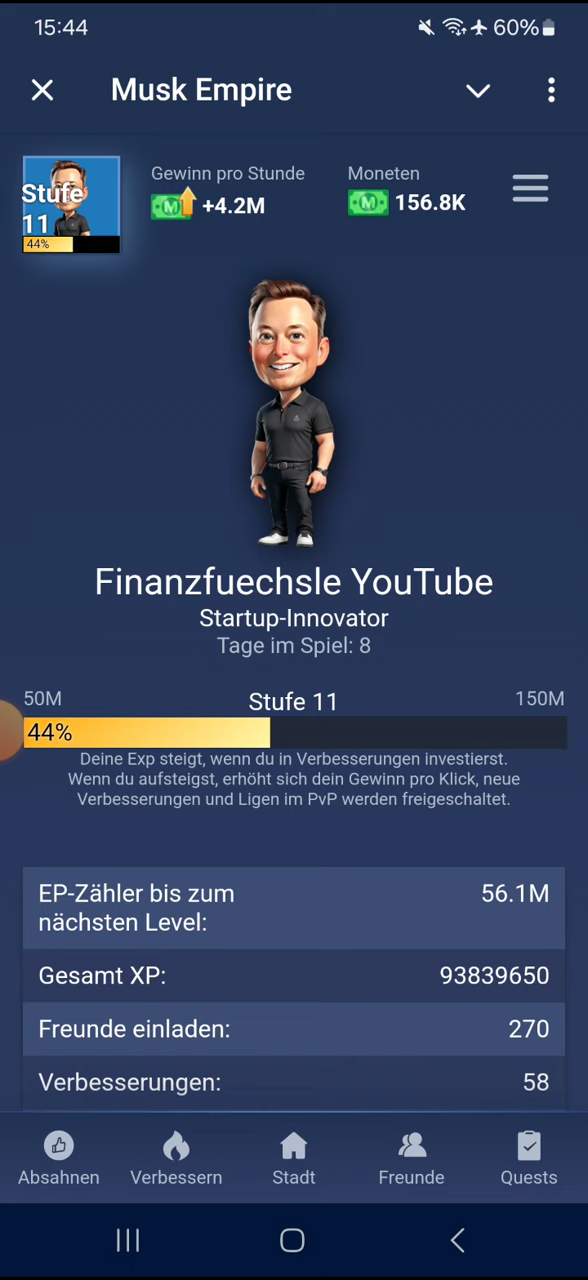 15:44
60%
Musk Empire
Stufe 11
44%
Gewinn pro Stunde
+4.2M
Moneten
156.8K
Finanzfuechsle YouTube
Startup-Innovator
Tage im Spiel: 8
50M
Stufe 11
150M
44%
Deine Exp steigt, wenn du in Verbesserungen investierst.
Wenn du aufsteigst, erhöht sich dein Gewinn pro Klick, neue
Verbesserungen und Ligen im PvP werden freigeschaltet.
EP-Zähler bis zum
nächsten Level:
56.1M
Gesamt XP:
93839650
Freunde einladen:
270
Verbesserungen:
58
Absahnen
Verbessern
Stadt
Freunde
Quests